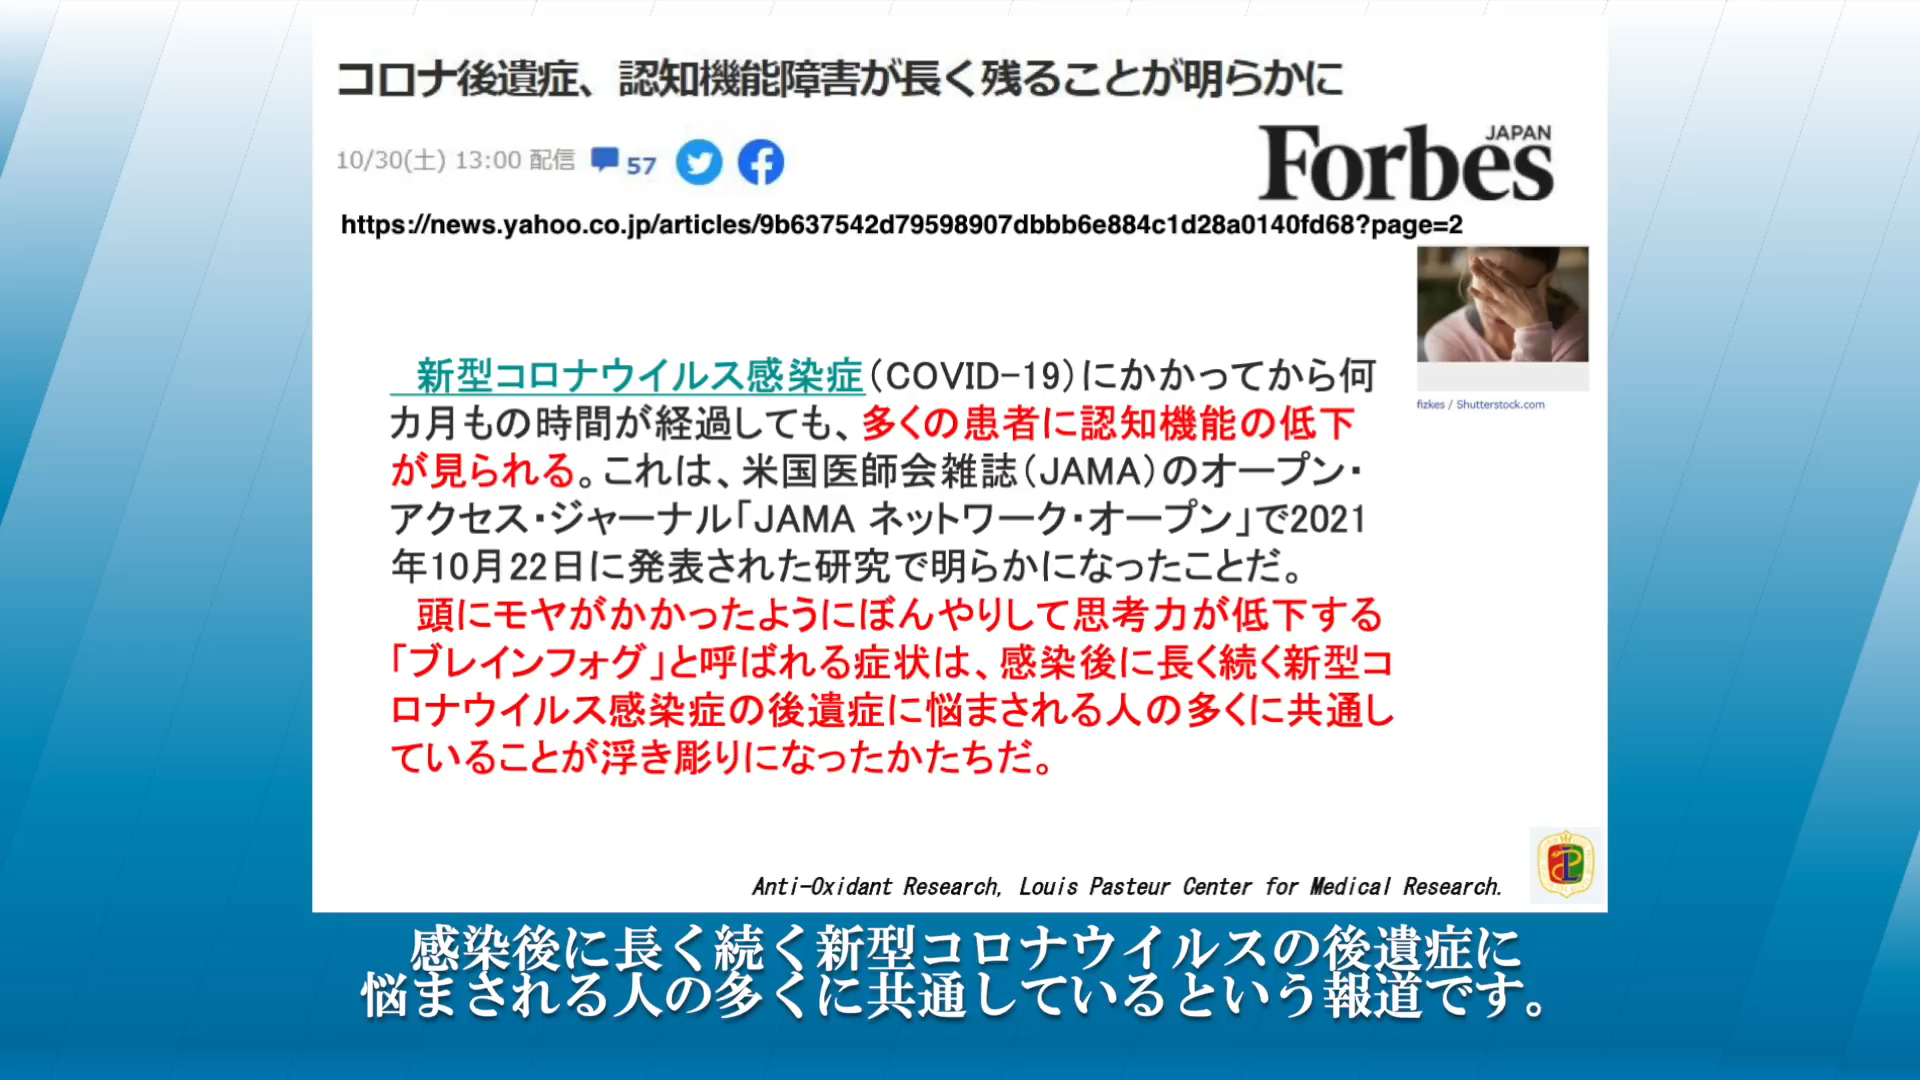 コロナ後遺症、認知機能障害が長く残ることが明らかに
10/30(土) 13:00 配信 57
JAPAN
Forbes
https://news.yahoo.co.jp/articles/9b637542d79598907dbbb6e884c1d28a0140fd68?page=2
fizkes / Shutterstock.com
新型コロナウイルス感染症（COVID-19）にかかってから何
カ月もの時間が経過しても、多くの患者に認知機能の低下
が見られる。これは、米国医師会雑誌（JAMA）のオープン・
アクセス・ジャーナル「JAMA ネットワーク・オープン」で2021
年10月22日に発表された研究で明らかになったことだ。
頭にモヤがかかったようにぼんやりして思考力が低下する
「ブレインフォグ」と呼ばれる症状は、感染後に長く続く新型コ
ロナウイルス感染症の後遺症に悩まされる人の多くに共通し
ていることが浮き彫りになったかたちだ。
Anti-Oxidant Research, Louis Pasteur Center for Medical Research.
感染後に長く続く新型コロナウイルスの後遺症に
悩まされる人の多くに共通しているという報道です。